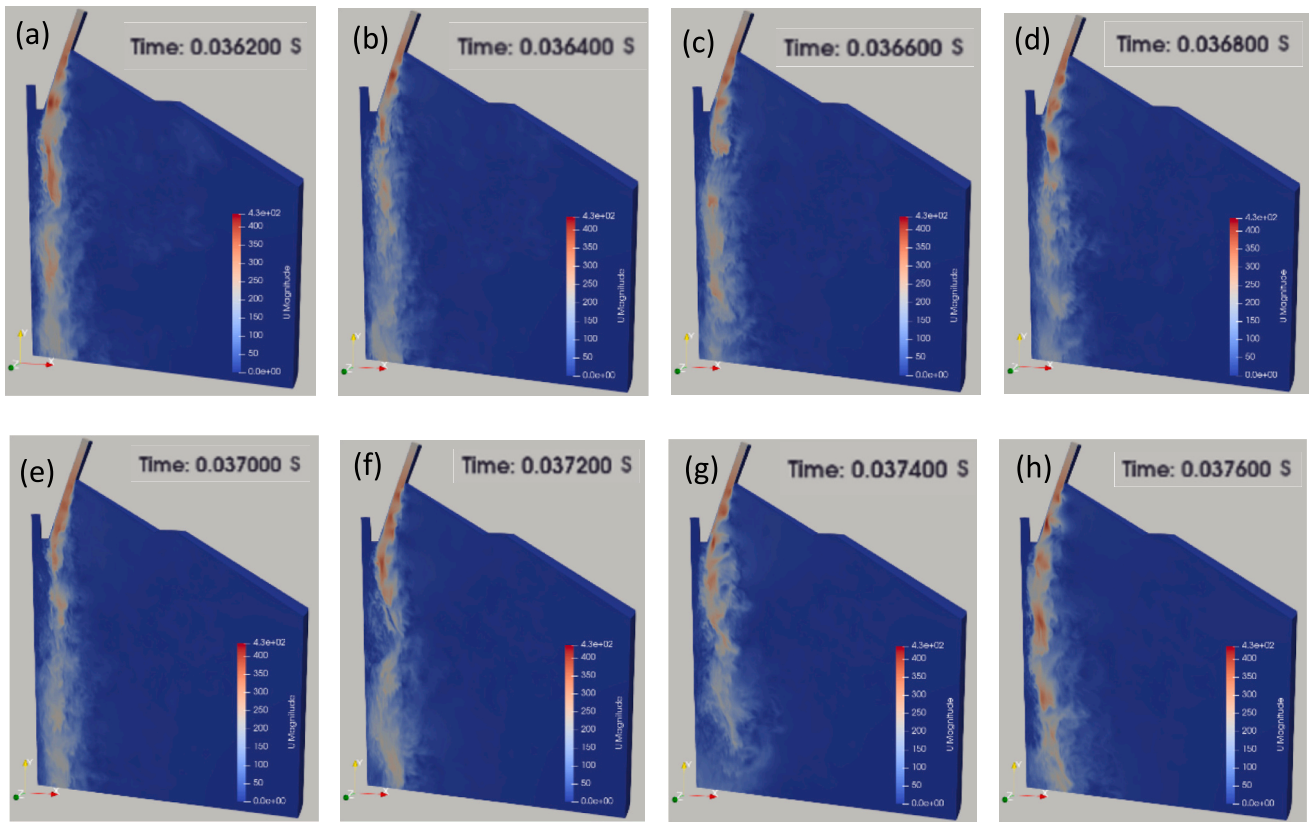 (a)
Time: 0.036200 S
4.3e+02
400
350
300
250
200
150
100
50
0.0e+00
U Magnitude
Y
Z
X
(b)
Time: 0.036400 S
4.3e+02
400
350
300
250
200
150
100
50
0.0e+00
U Magnitude
Y
Z
X
(c)
Time: 0.036600 S
4.3e+02
400
350
300
250
200
150
100
50
0.0e+00
U Magnitude
Y
Z
X
(d)
Time: 0.036800 S
4.3e+02
400
350
300
250
200
150
100
50
0.0e+00
U Magnitude
Y
Z
X
(e)
Time: 0.037000 S
4.3e+02
400
350
300
250
200
150
100
50
0.0e+00
U Magnitude
Y
Z
X
(f)
Time: 0.037200 S
4.3e+02
400
350
300
250
200
150
100
50
0.0e+00
U Magnitude
Y
Z
X
(g)
Time: 0.037400 S
4.3e+02
400
350
300
250
200
150
100
50
0.0e+00
U Magnitude
Y
Z
X
(h)
Time: 0.037600 S
4.3e+02
400
350
300
250
200
150
100
50
0.0e+00
U Magnitude
Y
Z
X